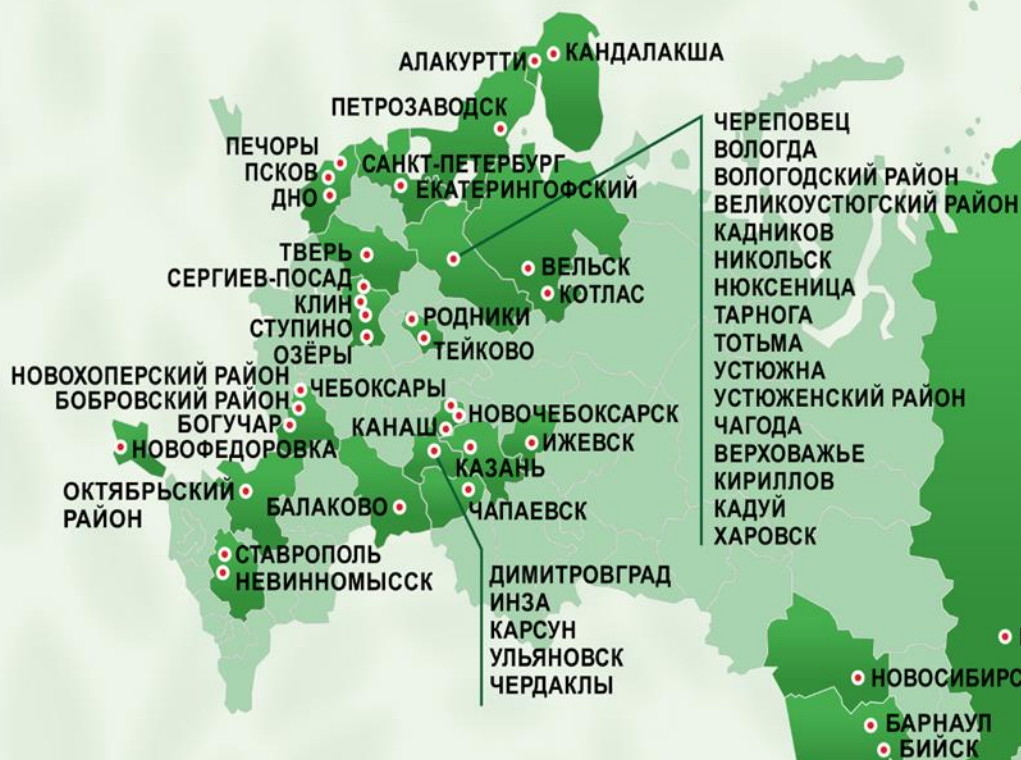 АЛАКУРТТИ
КАНДАЛАКША
ПЕТРОЗАВОДСК
ПЕЧОРЫ
ПСКОВ
ДНО
САНКТ-ПЕТЕРБУРГ
ЕКАТЕРИНГОФСКИЙ
ТВЕРЬ
СЕРГИЕВ-ПОСАД
КЛИН
СТУПИНО
ОЗЁРЫ
ВЕЛЬСК
КОТЛАС
РОДНИКИ
ТЕЙКОВО
ЧЕРЕПОВЕЦ
ВОЛОГДА
ВОЛОГОДСКИЙ РАЙОН
ВЕЛИКОУСТЮГСКИЙ РАЙОН
КАДНИКОВ
НИКОЛЬСК
НЮКСЕНИЦА
ТАРНОГА
ТОТЬМА
УСТЮЖНА
УСТЮЖЕНСКИЙ РАЙОН
ЧАГОДА
ВЕРХОВАЖЬЕ
КИРИЛЛОВ
КАДУЙ
ХАРОВСК
НОВОХОПЕРСКИЙ РАЙОН
БОБРОВСКИЙ РАЙОН
БОГУЧАР
НОВОФЕДОРОВКА
ЧЕБОКСАРЫ
НОВОЧЕБОКСАРСК
КАНАШ
ИЖЕВСК
КАЗАНЬ
ЧАПАЕВСК
ОКТЯБРЬСКИЙ
РАЙОН
БАЛАКОВО
СТАВРОПОЛЬ
НЕВИННОМЫССК
ДИМИТРОВГРАД
ИНЗА
КАРСУН
УЛЬЯНОВСК
ЧЕРДАКЛЫ
НОВОСИБИРС
БАРНАУЛ
БИЙСК